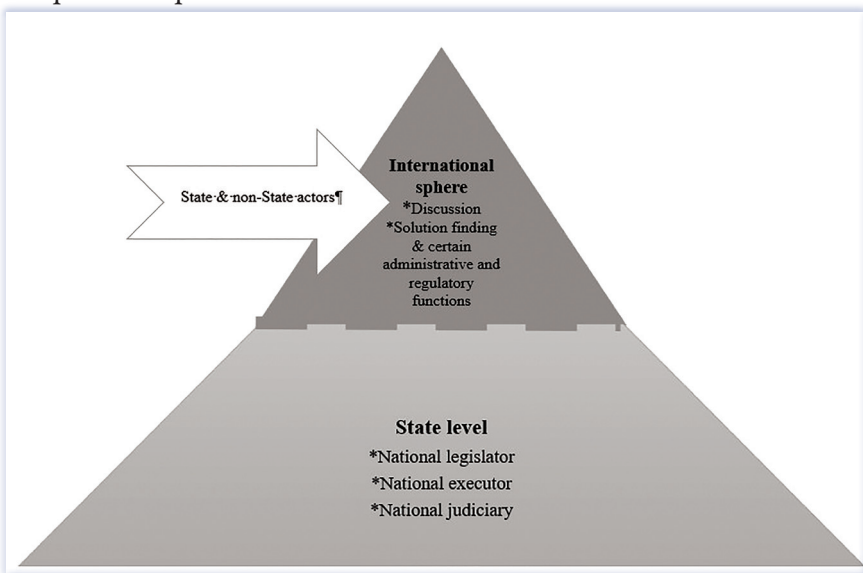 State·&·non-State·actors¶
International
sphere
*Discussion
*Solution finding
& certain
administrative and
regulatory
functions
State level
*National legislator
*National executor
*National judiciary